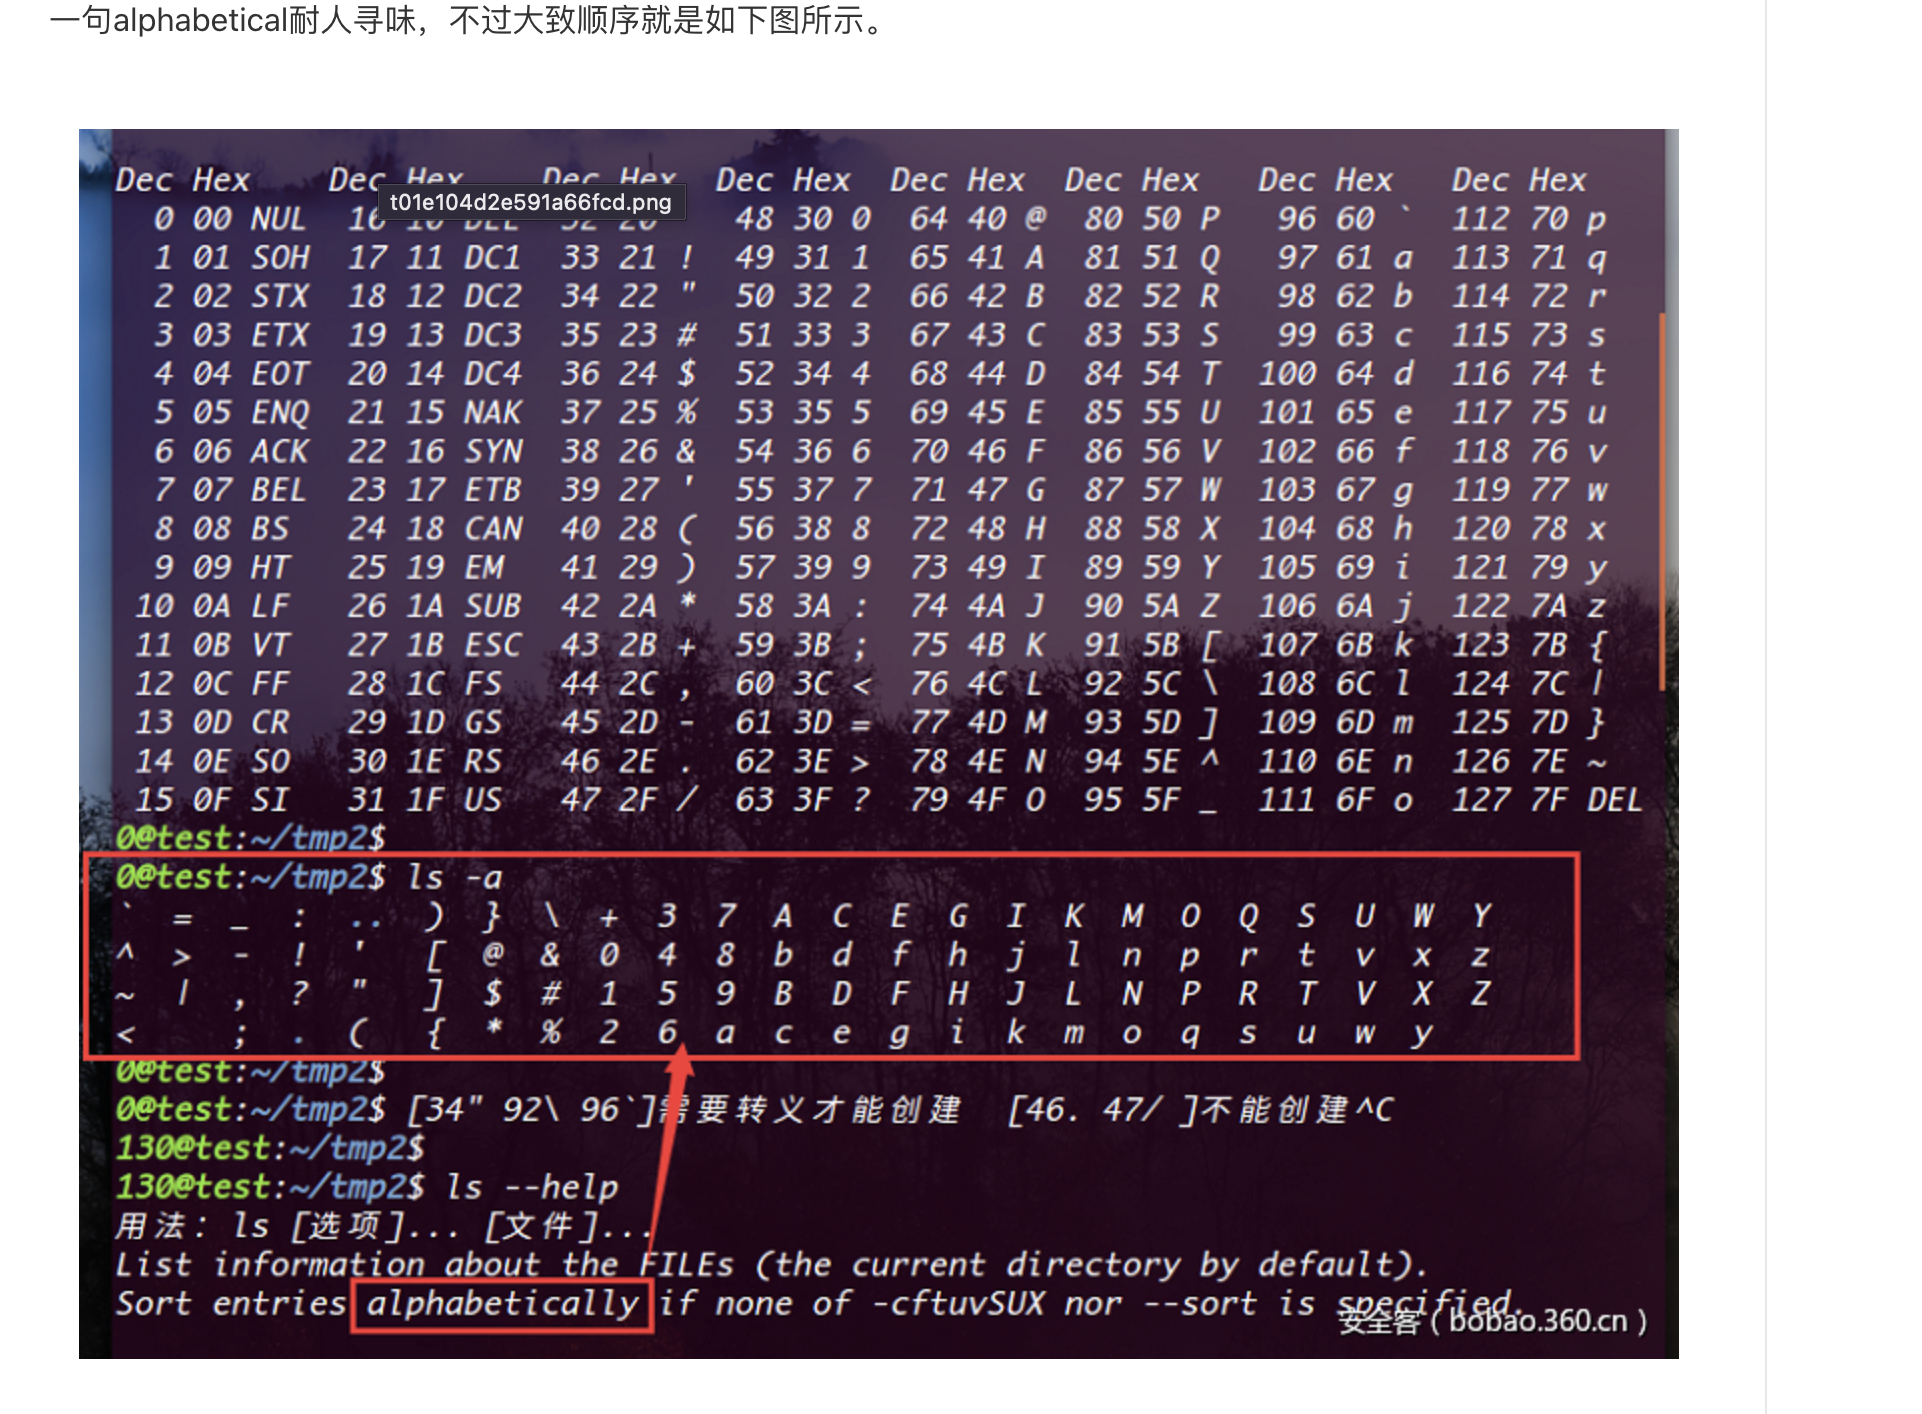 一句alphabetical耐人寻味，不过大致顺序就是如下图所示。
Dec Hex Dec Hex Dec Hex Dec Hex Dec Hex Dec Hex Dec Hex Dec Hex
t01e104d2e591a66fcd.png
0 00 NUL 16 10 DLE 32 20 48 30 0 64 40 @ 80 50 P 96 60 ` 112 70 p
1 01 SOH 17 11 DC1 33 21 ! 49 31 1 65 41 A 81 51 Q 97 61 a 113 71 q
2 02 STX 18 12 DC2 34 22 " 50 32 2 66 42 B 82 52 R 98 62 b 114 72 r
3 03 ETX 19 13 DC3 35 23 # 51 33 3 67 43 C 83 53 S 99 63 c 115 73 s
4 04 EOT 20 14 DC4 36 24 $ 52 34 4 68 44 D 84 54 T 100 64 d 116 74 t
5 05 ENQ 21 15 NAK 37 25 % 53 35 5 69 45 E 85 55 U 101 65 e 117 75 u
6 06 ACK 22 16 SYN 38 26 & 54 36 6 70 46 F 86 56 V 102 66 f 118 76 v
7 07 BEL 23 17 ETB 39 27 ' 55 37 7 71 47 G 87 57 W 103 67 g 119 77 w
8 08 BS 24 18 CAN 40 28 ( 56 38 8 72 48 H 88 58 X 104 68 h 120 78 x
9 09 HT 25 19 EM 41 29 ) 57 39 9 73 49 I 89 59 Y 105 69 i 121 79 y
10 0A LF 26 1A SUB 42 2A * 58 3A : 74 4A J 90 5A Z 106 6A j 122 7A z
11 0B VT 27 1B ESC 43 2B + 59 3B ; 75 4B K 91 5B [ 107 6B k 123 7B {
12 0C FF 28 1C FS 44 2C , 60 3C < 76 4C L 92 5C \ 108 6C l 124 7C |
13 0D CR 29 1D GS 45 2D - 61 3D = 77 4D M 93 5D ] 109 6D m 125 7D }
14 0E SO 30 1E RS 46 2E . 62 3E > 78 4E N 94 5E ^ 110 6E n 126 7E ~
15 0F SI 31 1F US 47 2F / 63 3F ? 79 4F O 95 5F _ 111 6F o 127 7F DEL
0@test:~/tmp2$
0@test:~/tmp2$ ls -a
` = _ : .. ) } \ + 3 7 A C E G I K M O Q S U W Y
^ > - ! ' [ @ & 0 4 8 b d f h j l n p r t v x z
~ | , ? " ] $ # 1 5 9 B D F H J L N P R T V X Z
< ; . ( { * % 2 6 a c e g i k m o q s u w y
0@test:~/tmp2$
0@test:~/tmp2$ [34" 92\ 96`]需要转义才能创建 [46. 47/ ]不能创建^C
130@test:~/tmp2$
130@test:~/tmp2$ ls --help
用法：ls [选项]... [文件]...
List information about the FILEs (the current directory by default).
Sort entries alphabetically if none of -cftuvSUX nor --sort is specified.
安全客（bobao.360.cn）